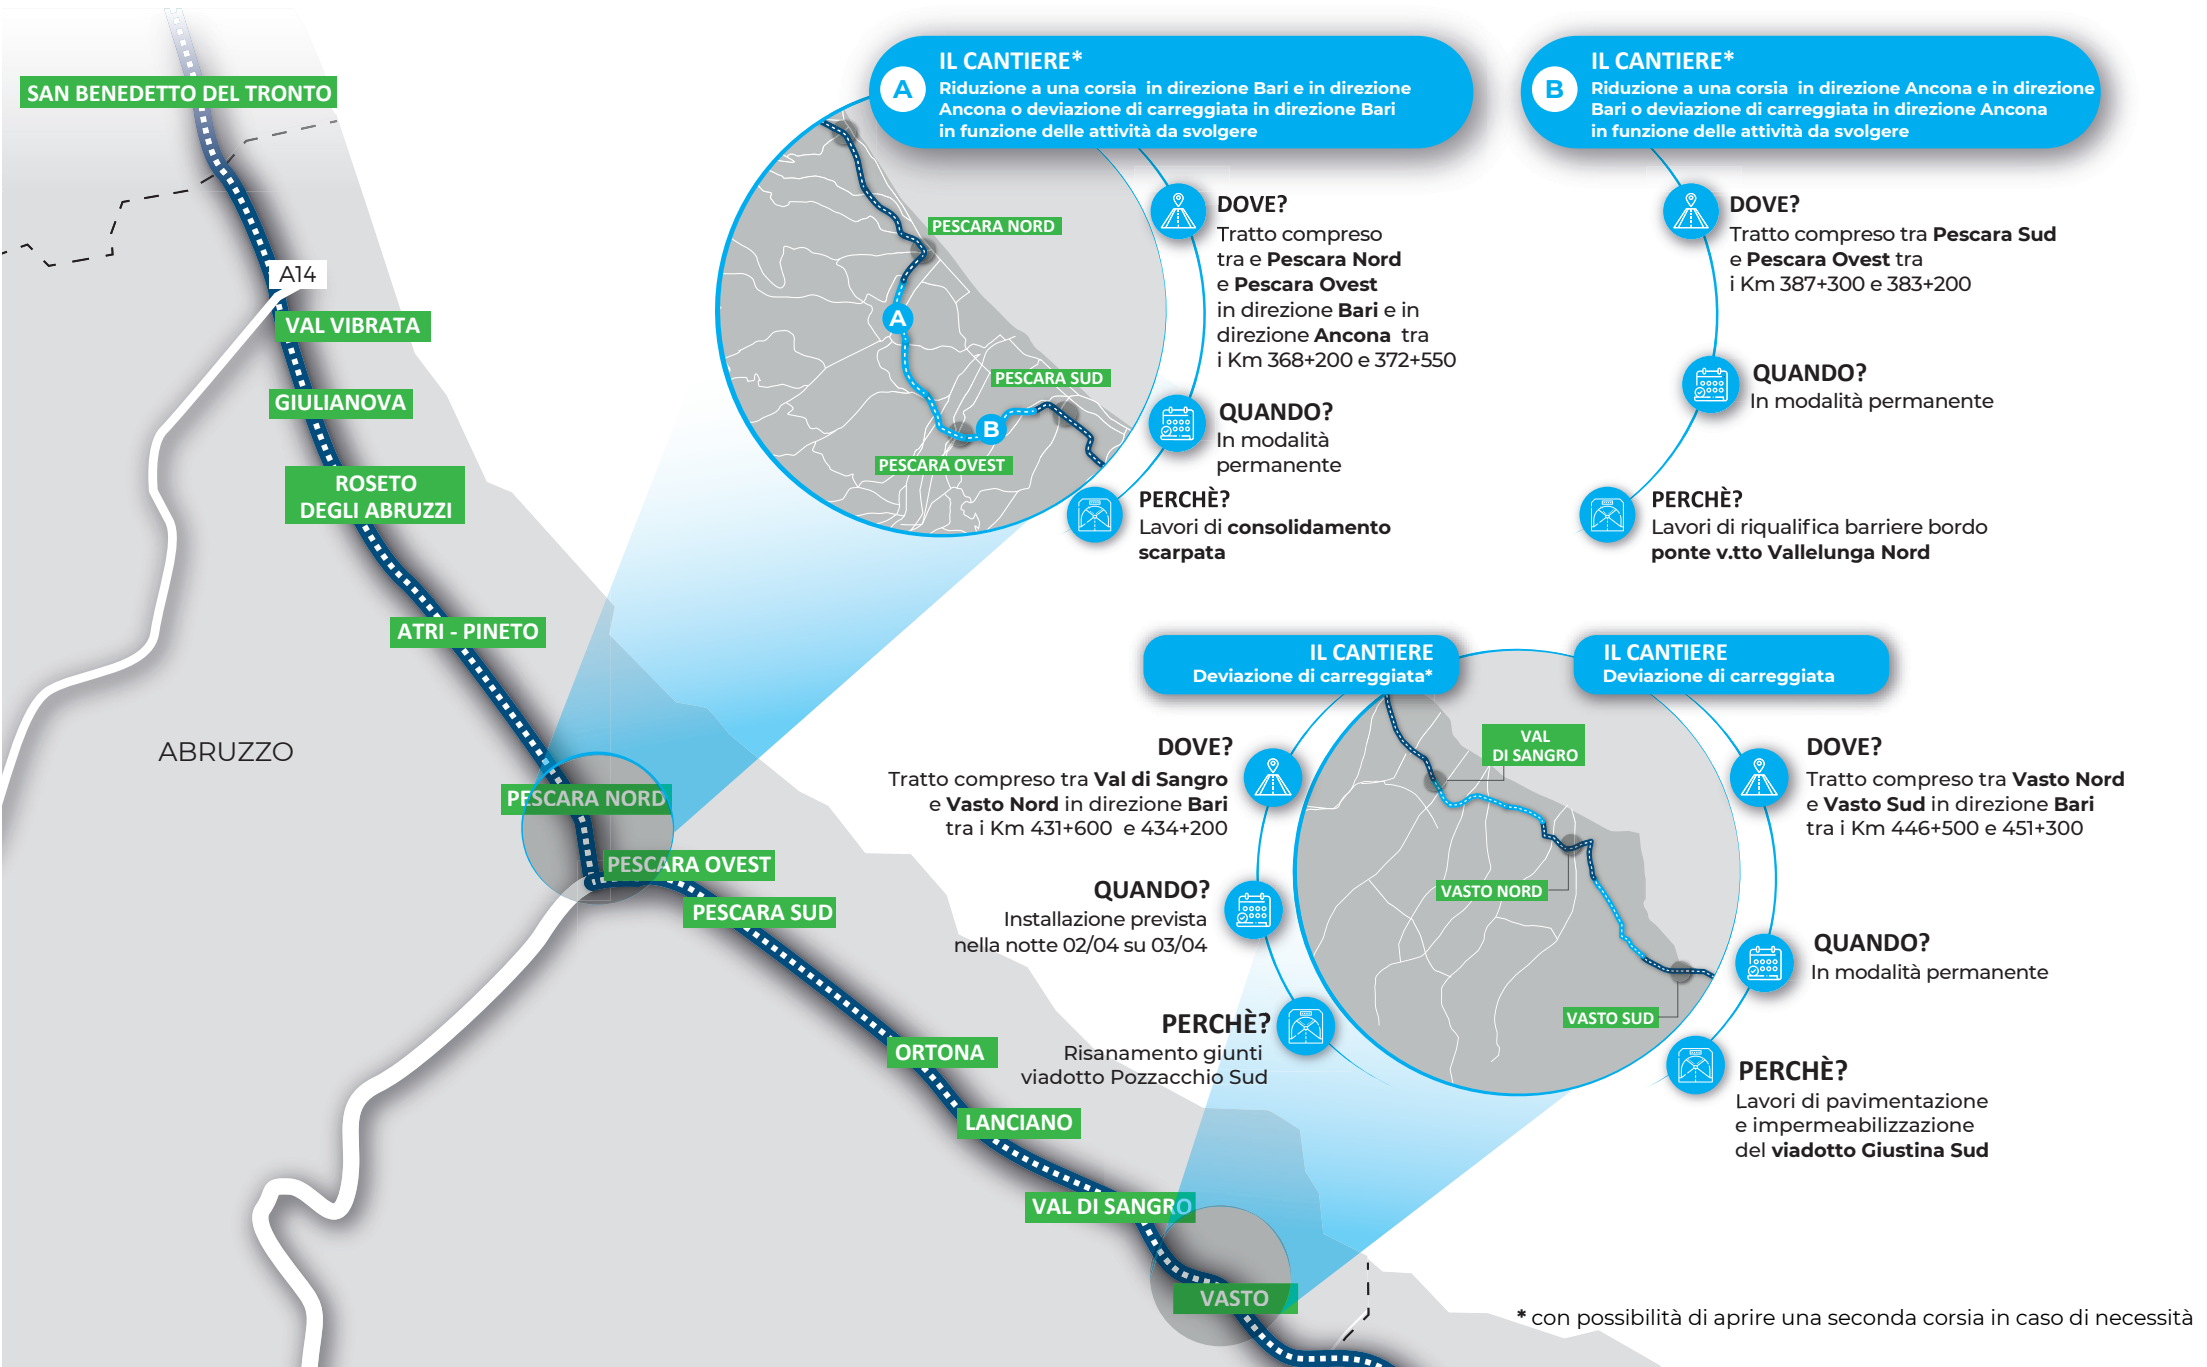 SAN BENEDETTO DEL TRONTO
A14
VAL VIBRATA
GIULIANOVA
ROSETO
DEGLI ABRUZZI
ATRI - PINETO
ABRUZZO
PESCARA NORD
PESCARA OVEST
PESCARA SUD
ORTONA
LANCIANO
VAL DI SANGRO
VASTO
A
IL CANTIERE*
Riduzione a una corsia in direzione Bari e in direzione
Ancona o deviazione di carreggiata in direzione Bari
in funzione delle attività da svolgere
PESCARA NORD
A
PESCARA SUD
B
PESCARA OVEST
DOVE?
Tratto compreso
tra e Pescara Nord
e Pescara Ovest
in direzione Bari e in
direzione Ancona tra
i Km 368+200 e 372+550
QUANDO?
In modalità
permanente
PERCHÈ?
Lavori di consolidamento
scarpata
B
IL CANTIERE*
Riduzione a una corsia in direzione Ancona e in direzione
Bari o deviazione di carreggiata in direzione Ancona
in funzione delle attività da svolgere
DOVE?
Tratto compreso tra Pescara Sud
e Pescara Ovest tra
i Km 387+300 e 383+200
QUANDO?
In modalità permanente
PERCHÈ?
Lavori di riqualifica barriere bordo
ponte v.tto Vallelunga Nord
IL CANTIERE
Deviazione di carreggiata*
DOVE?
Tratto compreso tra Val di Sangro
e Vasto Nord in direzione Bari
tra i Km 431+600 e 434+200
QUANDO?
Installazione prevista
nella notte 02/04 su 03/04
PERCHÈ?
Risanamento giunti
viadotto Pozzacchio Sud
VAL
DI SANGRO
VASTO NORD
VASTO SUD
IL CANTIERE
Deviazione di carreggiata
DOVE?
Tratto compreso tra Vasto Nord
e Vasto Sud in direzione Bari
tra i Km 446+500 e 451+300
QUANDO?
In modalità permanente
PERCHÈ?
Lavori di pavimentazione
e impermeabilizzazione
del viadotto Giustina Sud
* con possibilità di aprire una seconda corsia in caso di necessità